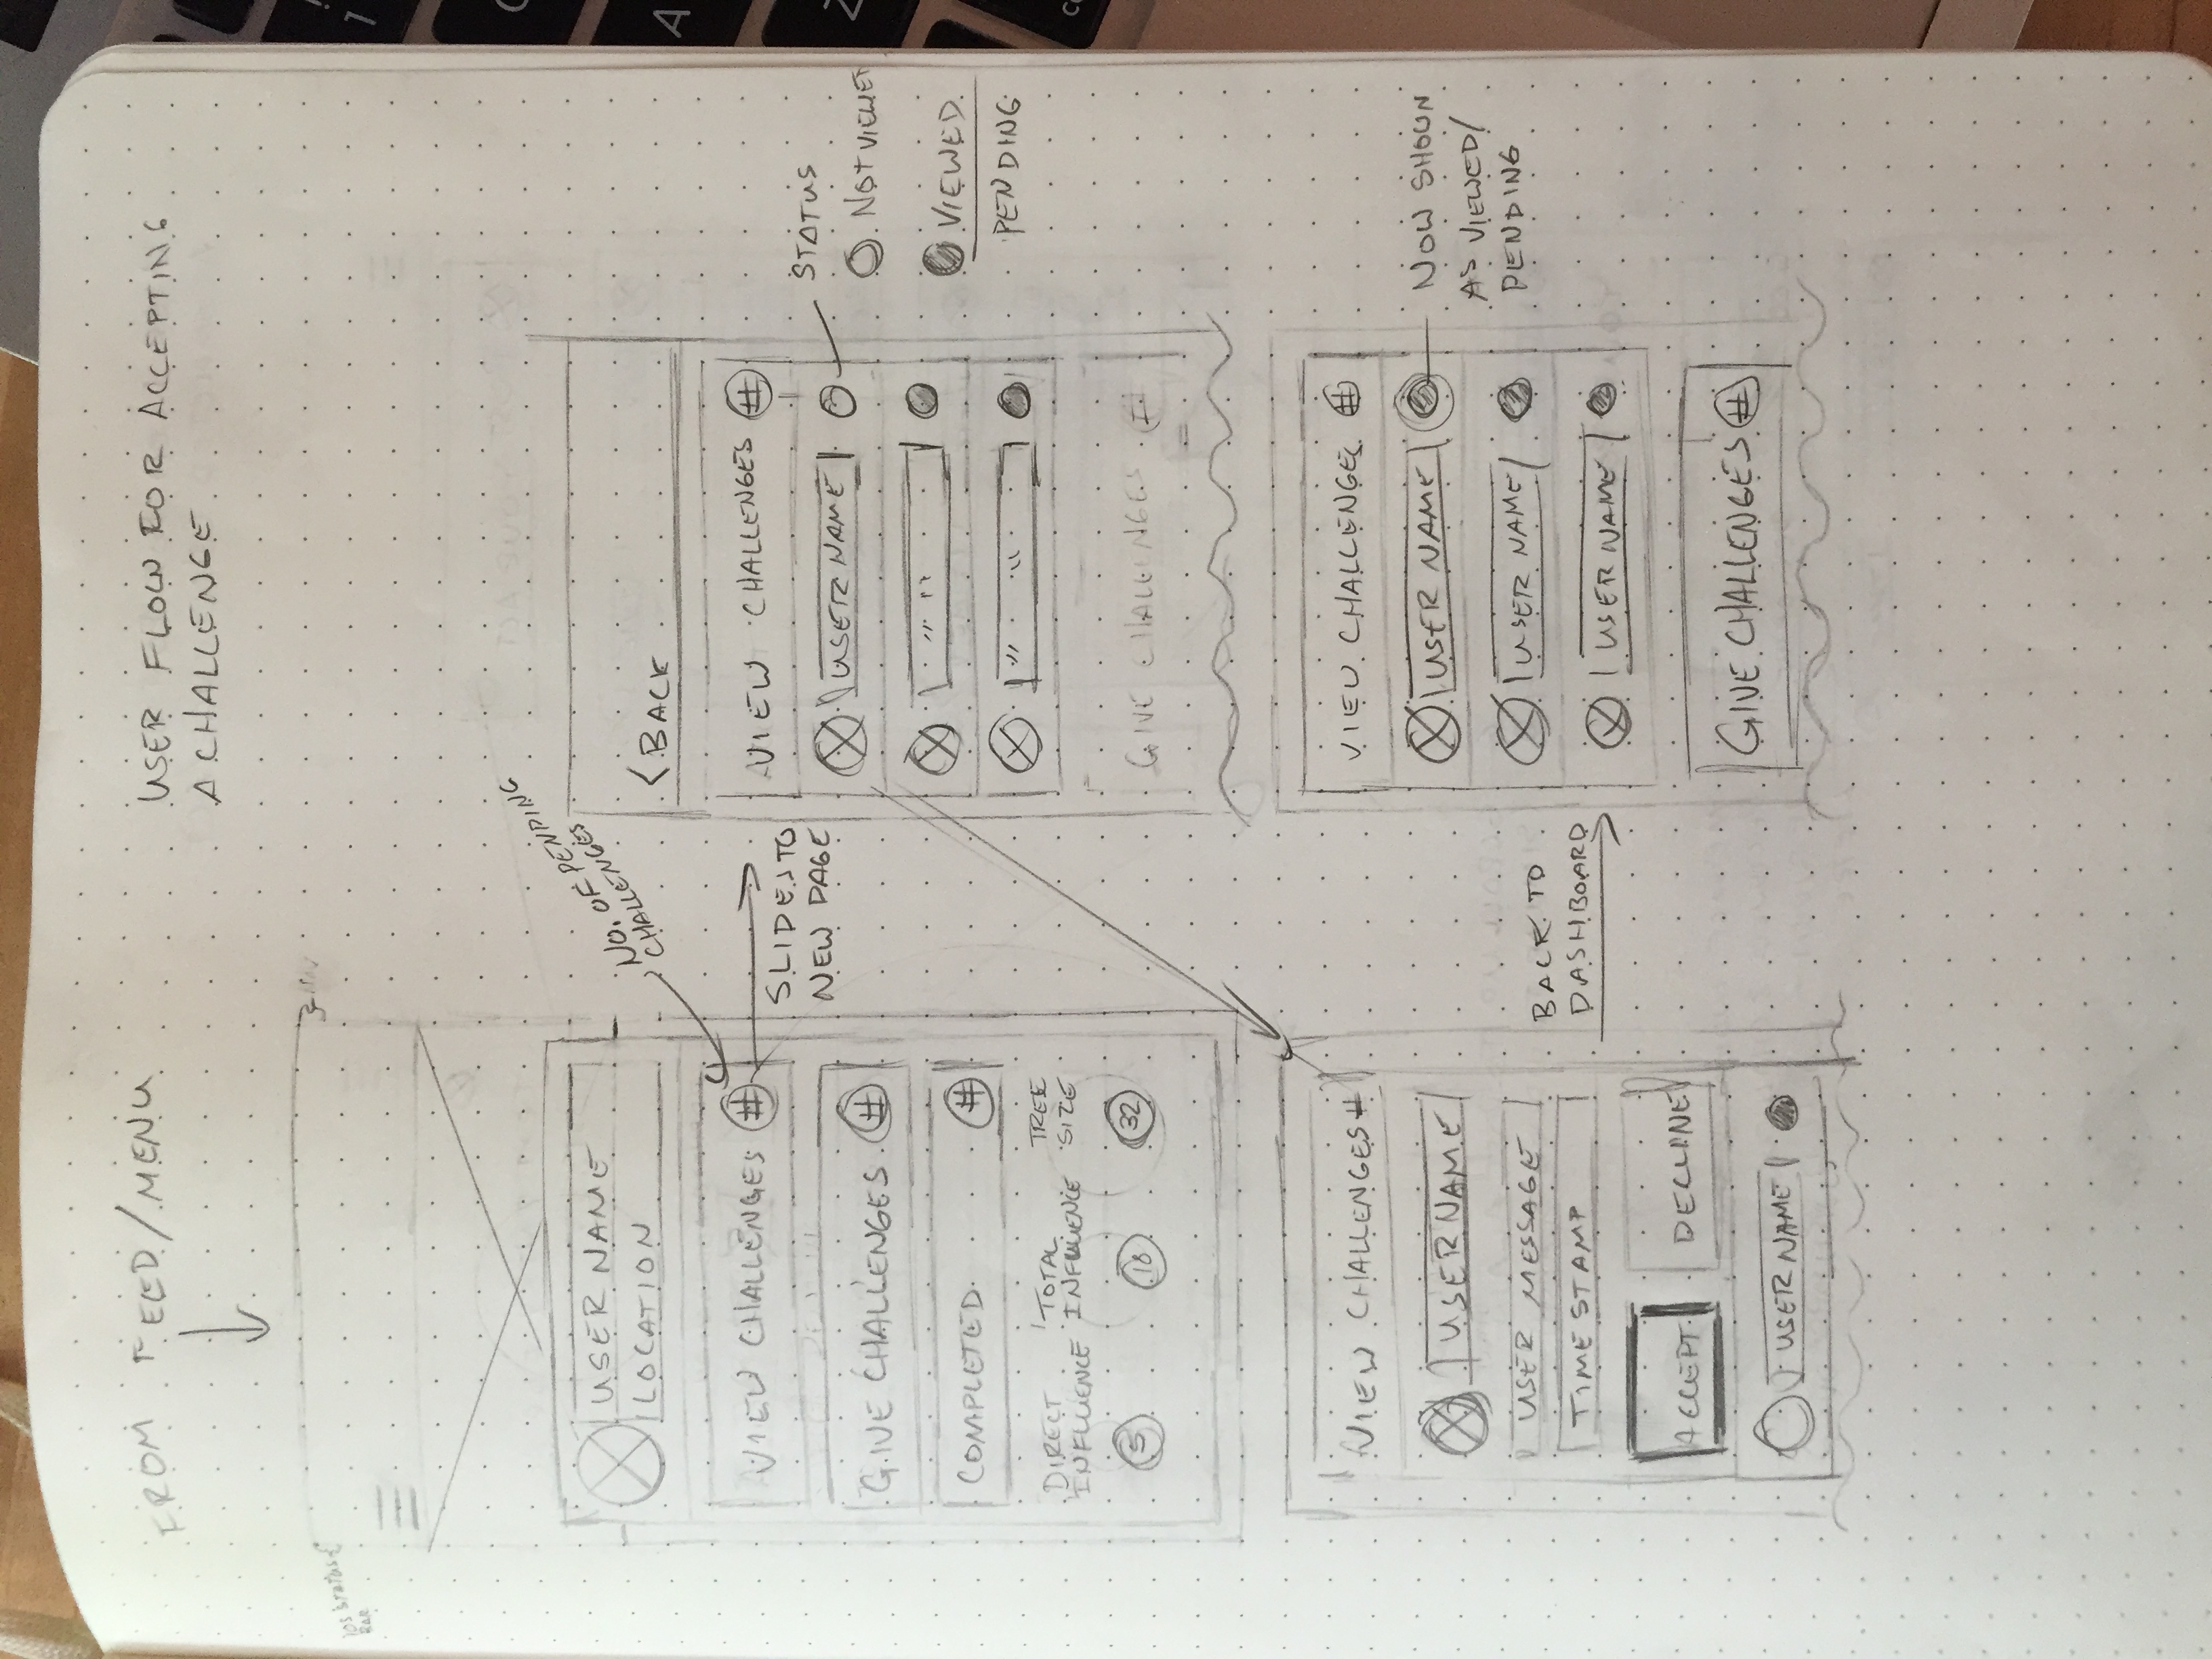 FROM FEED/MENU
USER FLOW FOR ACCEPTING
A CHALLENGE
ios status
BAR
USER NAME
LOCATION
NO. OF PENDING
CHALLENGES
VIEW CHALLENGES #
SLIDES TO
NEW PAGE
GIVE CHALLENGES #
COMPLETED #
DIRECT
INFLUENCE
TOTAL
INFLUENCE
TREE
SIZE
5
18
32
< BACK
VIEW CHALLENGES #
USER NAME
STATUS
NOT VIEWED
VIEWED
PENDING
GIVE CHALLENGES
VIEW CHALLENGES #
USER NAME
USER MESSAGE
TIME STAMP
ACCEPT
DECLINE
USER NAME
BACK TO
DASHBOARD
VIEW CHALLENGES #
USER NAME
USER NAME
USER NAME
NOW SHOWN
AS VIEWED/
PENDING
GIVE CHALLENGES #